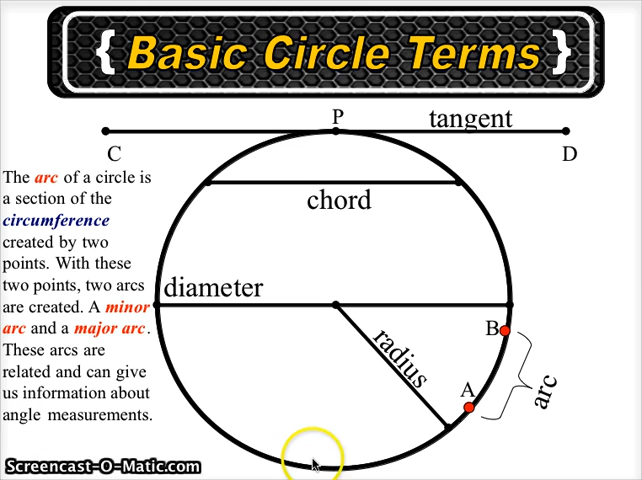 { Basic Circle Terms }
P
tangent
C
D
The arc of a circle is
a section of the
circumference
created by two
points. With these
two points, two arcs
are created. A minor
arc and a major arc.
These arcs are
related and can give
us information about
angle measurements.
chord
diameter
radius
B
A
arc
Screencast-O-Matic.com